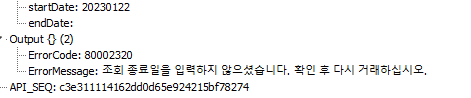 startDate: 20230122
endDate:
Output {} (2)
ErrorCode: 80002320
ErrorMessage: 조회 종료일을 입력하지 않으셨습니다. 확인 후 다시 거래하십시오.
API_SEQ: c3e311114162dd0d65e924215bf78274